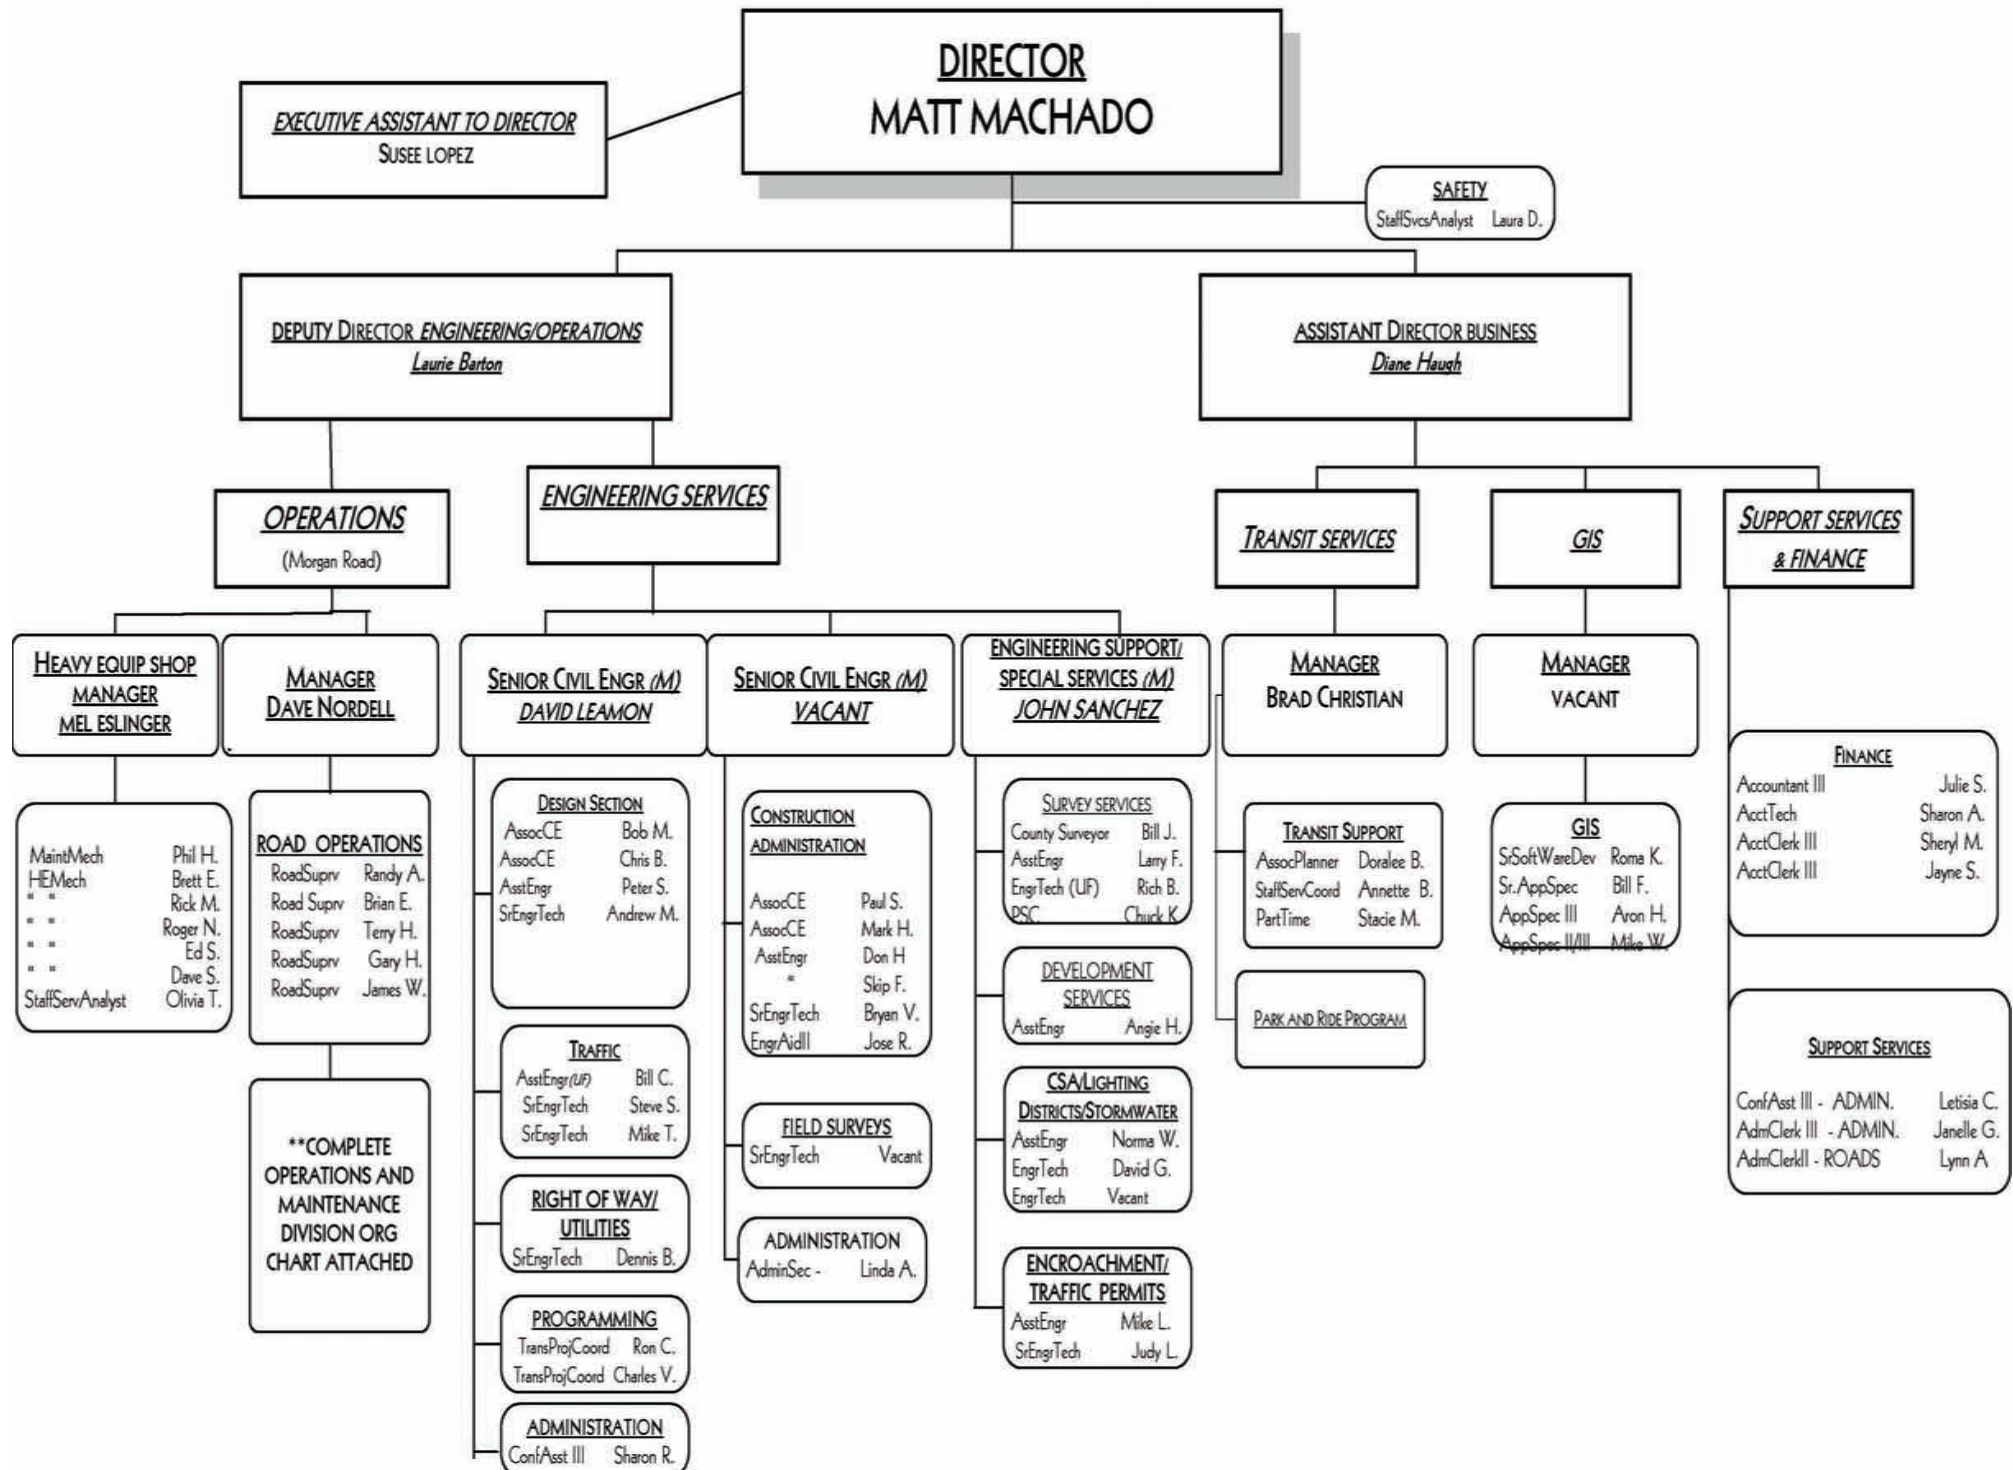 DIRECTOR
MATT MACHADO
EXECUTIVE ASSISTANT TO DIRECTOR
SUSEE LOPEZ
SAFETY
StaffSvcsAnalyst Laura D.
DEPUTY DIRECTOR ENGINEERING/OPERATIONS
Laurie Barton
ASSISTANT DIRECTOR BUSINESS
Diane Haugh
OPERATIONS
(Morgan Road)
ENGINEERING SERVICES
TRANSIT SERVICES
GIS
SUPPORT SERVICES
& FINANCE
HEAVY EQUIP SHOP
MANAGER
MEL ESLINGER
MANAGER
DAVE NORDELL
SENIOR CIVIL ENGR (M)
DAVID LEAMON
SENIOR CIVIL ENGR (M)
VACANT
ENGINEERING SUPPORT/
SPECIAL SERVICES (M)
JOHN SANCHEZ
MANAGER
BRAD CHRISTIAN
MANAGER
VACANT
MaintMech Phil H.
HEMech Brett E.
" " Rick M.
" " Roger N.
" " Ed S.
" " Dave S.
StaffServAnalyst Olivia T.
ROAD OPERATIONS
RoadSuprv Randy A.
Road Suprv Brian E.
RoadSuprv Terry H.
RoadSuprv Gary H.
RoadSuprv James W.
**COMPLETE
OPERATIONS AND
MAINTENANCE
DIVISION ORG
CHART ATTACHED
DESIGN SECTION
AssocCE Bob M.
AssocCE Chris B.
AsstEngr Peter S.
SrEngrTech Andrew M.
TRAFFIC
AsstEngr(UF) Bill C.
SrEngrTech Steve S.
SrEngrTech Mike T.
RIGHT OF WAY/
UTILITIES
SrEngrTech Dennis B.
PROGRAMMING
TransProjCoord Ron C.
TransProjCoord Charles V.
ADMINISTRATION
ConfAsst III Sharon R.
CONSTRUCTION
ADMINISTRATION
AssocCE Paul S.
AssocCE Mark H.
AsstEngr Don H
" Skip F.
SrEngrTech Bryan V.
EngrAidII Jose R.
FIELD SURVEYS
SrEngrTech Vacant
ADMINISTRATION
AdminSec - Linda A.
SURVEY SERVICES
County Surveyor Bill J.
AsstEngr Larry F.
EngrTech (UF) Rich B.
PSC Chuck K
DEVELOPMENT
SERVICES
AsstEngr Angie H.
CSA/LIGHTING
DISTRICTS/STORMWATER
AsstEngr Norma W.
EngrTech David G.
EngrTech Vacant
ENCROACHMENT/
TRAFFIC PERMITS
AsstEngr Mike L.
SrEngrTech Judy L.
TRANSIT SUPPORT
AssocPlanner Doralee B.
StaffServCoord Annette B.
PartTime Stacie M.
PARK AND RIDE PROGRAM
GIS
SrSoftWareDev Roma K.
Sr.AppSpec Bill F.
AppSpec III Aron H.
AppSpec II/III Mike W.
FINANCE
Accountant III Julie S.
AcctTech Sharon A.
AcctClerk III Sheryl M.
AcctClerk III Jayne S.
SUPPORT SERVICES
ConfAsst III - ADMIN. Letisia C.
AdmClerk III - ADMIN. Janelle G.
AdmClerkII - ROADS Lynn A